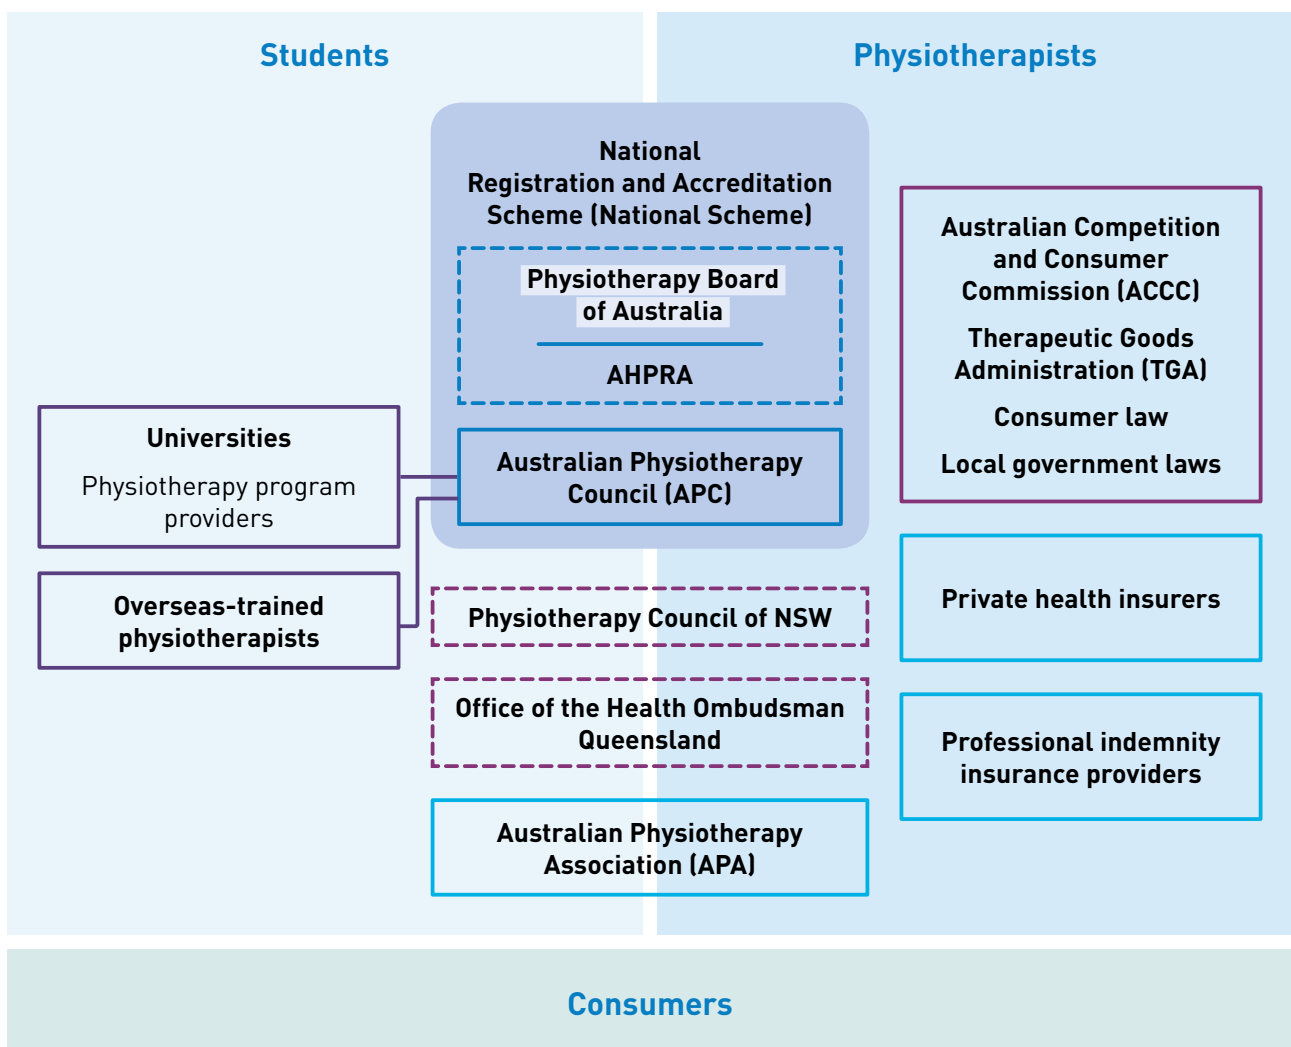 Students
Physiotherapists
National
Registration and Accreditation
Scheme (National Scheme)
Physiotherapy Board
of Australia
AHPRA
Australian Physiotherapy
Council (APC)
Universities
Physiotherapy program
providers
Overseas-trained
physiotherapists
Physiotherapy Council of NSW
Office of the Health Ombudsman
Queensland
Australian Physiotherapy
Association (APA)
Australian Competition
and Consumer
Commission (ACCC)
Therapeutic Goods
Administration (TGA)
Consumer law
Local government laws
Private health insurers
Professional indemnity
insurance providers
Consumers